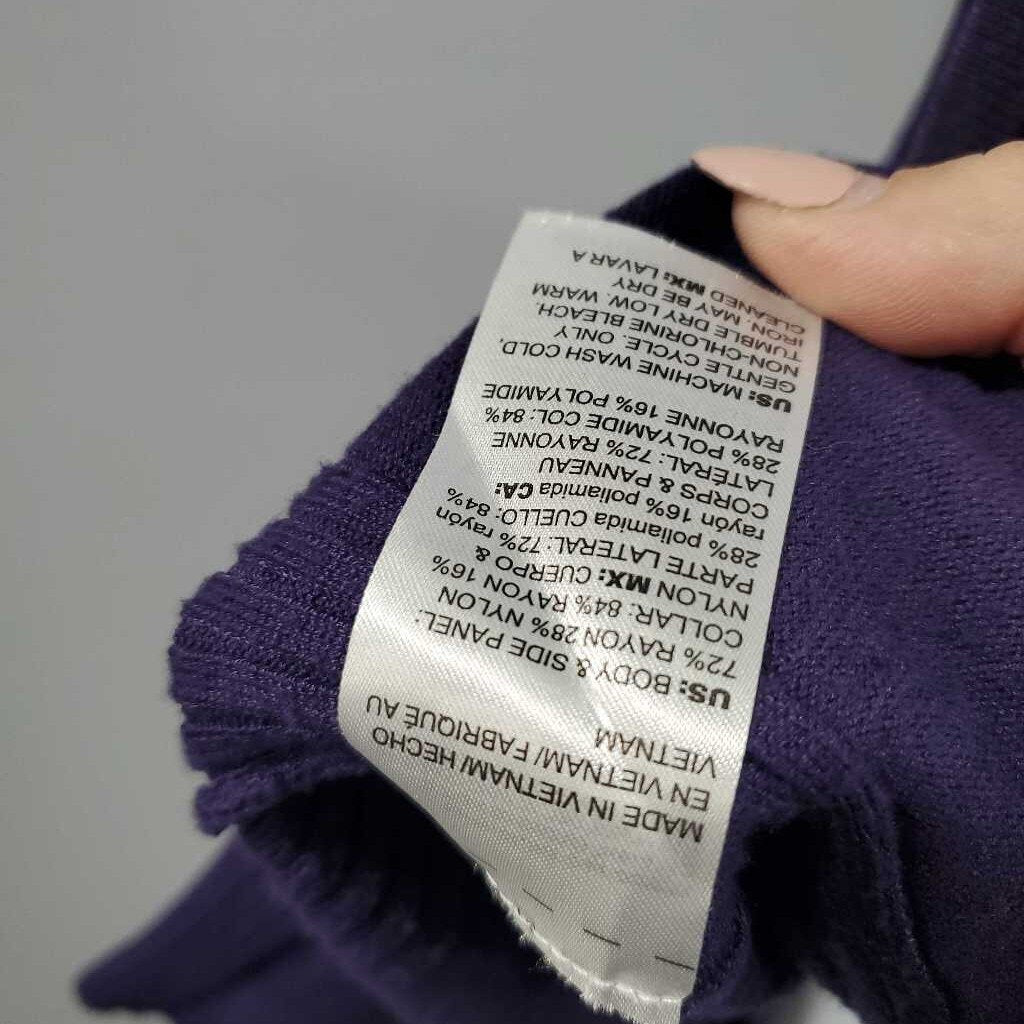 MADE IN VIETNAM/ HECHO
EN VIETNAM/ FABRIQUÉ AU
VIETNAM
US: BODY & SIDE PANEL:
72% RAYON 28% NYLON
COLLAR: 84% RAYON 16%
NYLON MX: CUERPO &
PARTE LATERAL: 72% rayón
28% poliamida CUELLO: 84%
rayón 16% poliamida CA:
CORPS & PANNEAU
LATÉRAL: 72% RAYONNE
28% POLYAMIDE COL: 84%
RAYONNE 16% POLYAMIDE
US: MACHINE WASH COLD,
GENTLE CYCLE. ONLY
NON-CHLORINE BLEACH.
TUMBLE DRY LOW. WARM
IRON. MAY BE DRY
CLEANED MX: LAVAR A